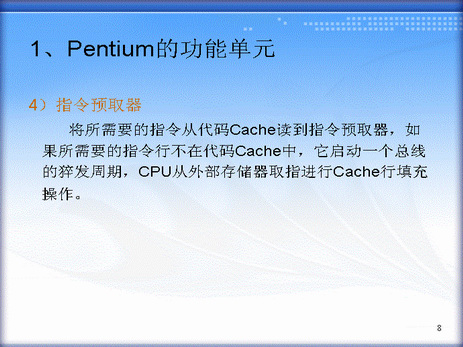 1、Pentium的功能单元
4）指令预取器
将所需要的指令从代码Cache读到指令预取器，如
果所需要的指令行不在代码Cache中，它启动一个总线
的猝发周期，CPU从外部存储器取指进行Cache行填充
操作。
8